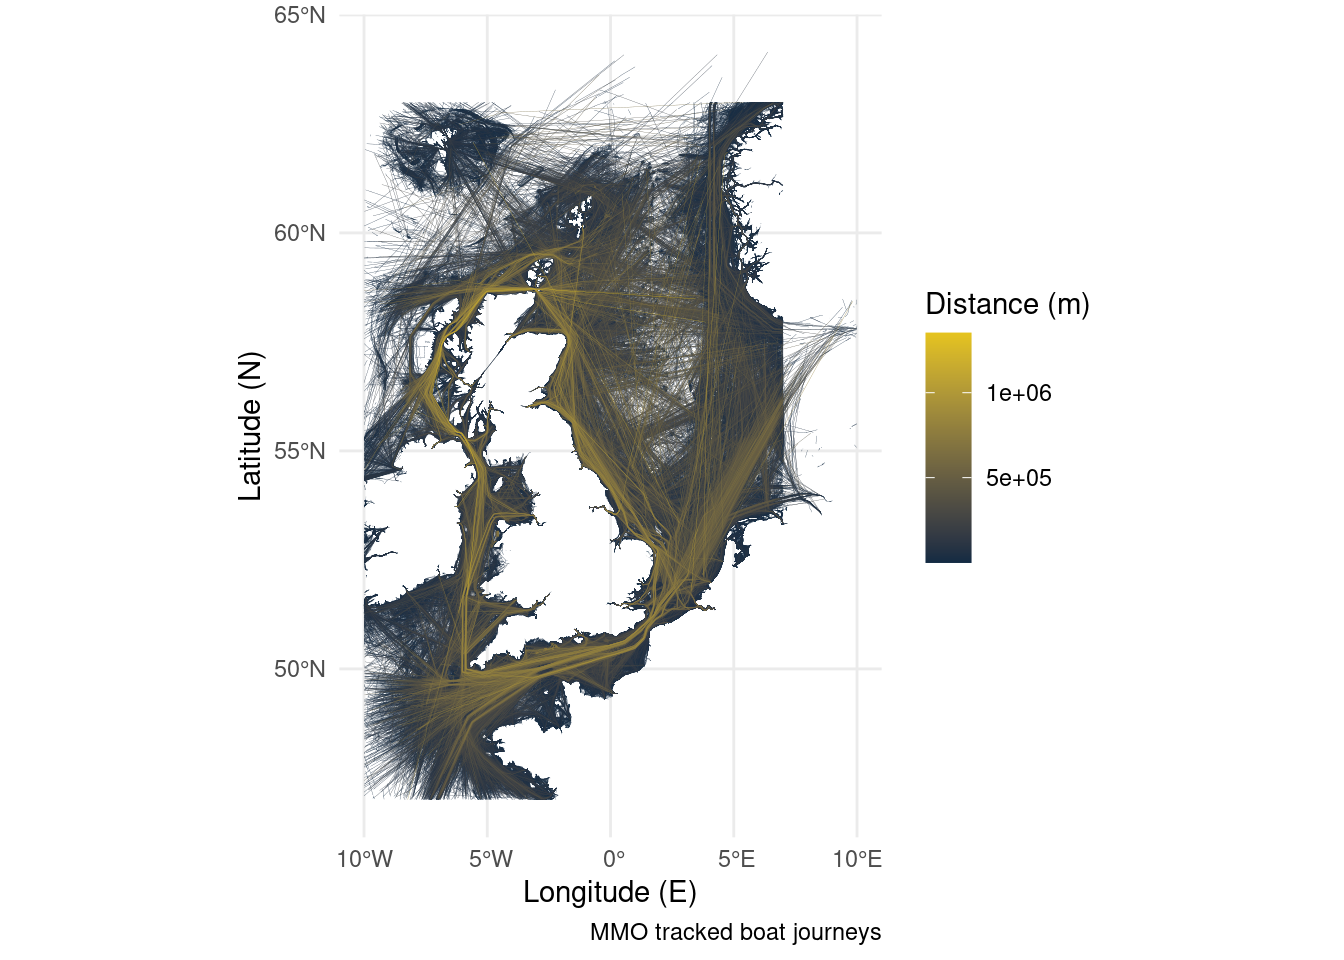 65°N
60°N
55°N
50°N
Latitude (N)
10°W 5°W 0° 5°E 10°E
Longitude (E)
MMO tracked boat journeys
Distance (m)
1e+06
5e+05